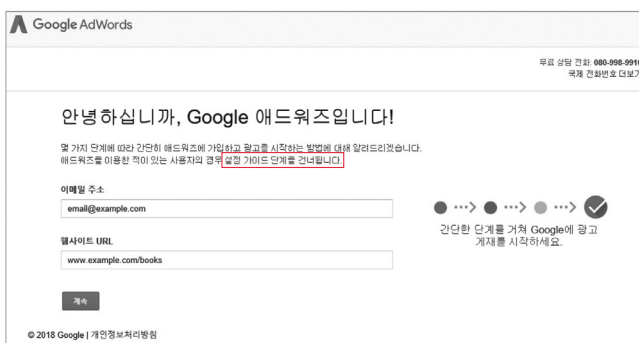 Google AdWords
무료 상담 전화: 080-998-9910
국제 전화번호 더보기
안녕하십니까, Google 애드워즈입니다!
몇 가지 단계에 따라 간단히 애드워즈에 가입하고 광고를 시작하는 방법에 대해 알려드리겠습니다.
애드워즈를 이용한 적이 있는 사용자의 경우 설정 가이드 단계를 건너뜁니다.
이메일 주소
email@example.com
웹사이트 URL
www.example.com/books
간단한 단계를 거쳐 Google에 광고
게재를 시작하세요.
계속
© 2018 Google | 개인정보처리방침